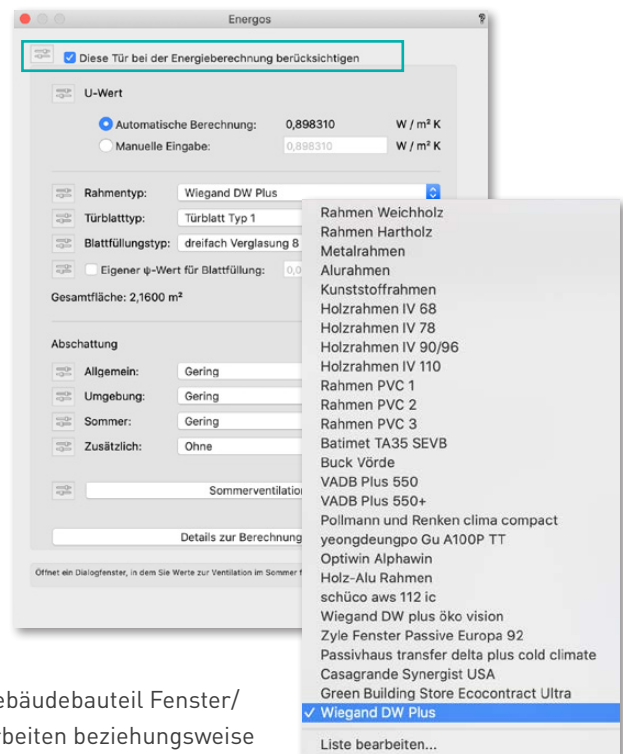 Energos
?
Diese Tür bei der Energieberechnung berücksichtigen
U-Wert
Automatische Berechnung: 0,898310 W / m² K
Manuelle Eingabe: 0,898310 W / m² K
Rahmentyp: Wiegand DW Plus
Türblatttyp: Türblatt Typ 1
Blattfüllungstyp: dreifach Verglasung 8
Eigener ψ-Wert für Blattfüllung: 0,0
Gesamtfläche: 2,1600 m²
Abschattung
Allgemein: Gering
Umgebung: Gering
Sommer: Gering
Zusätzlich: Ohne
Sommerventilation
Details zur Berechnung
Öffnet ein Dialogfenster, in dem Sie Werte zur Ventilation im Sommer
Rahmen Weichholz
Rahmen Hartholz
Metalrahmen
Alurahmen
Kunststoffrahmen
Holzrahmen IV 68
Holzrahmen IV 78
Holzrahmen IV 90/96
Holzrahmen IV 110
Rahmen PVC 1
Rahmen PVC 2
Rahmen PVC 3
Batimet TA35 SEVB
Buck Vörde
VADB Plus 550
VADB Plus 550+
Pollmann und Renken clima compact
yeongdeungpo Gu A100P TT
Optiwin Alphawin
Holz-Alu Rahmen
schüco aws 112 ic
Wiegand DW plus öko vision
Zyle Fenster Passive Europa 92
Passivhaus transfer delta plus cold climate
Casagrande Synergist USA
Green Building Store Ecocontract Ultra
✓ Wiegand DW Plus
Liste bearbeiten...
ebäudebauteil Fenster/
beiten beziehungsweise